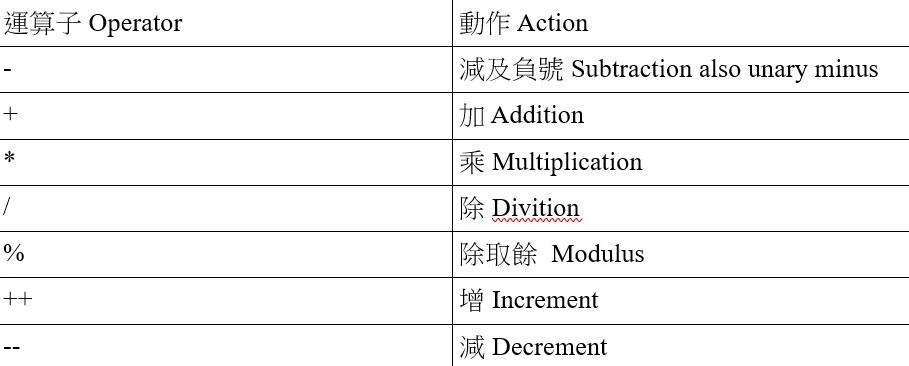 運算子 Operator 動作 Action
- 減及負號 Subtraction also unary minus
+ 加 Addition
* 乘 Multiplication
/ 除 Divition
% 除取餘 Modulus
++ 增 Increment
-- 減 Decrement